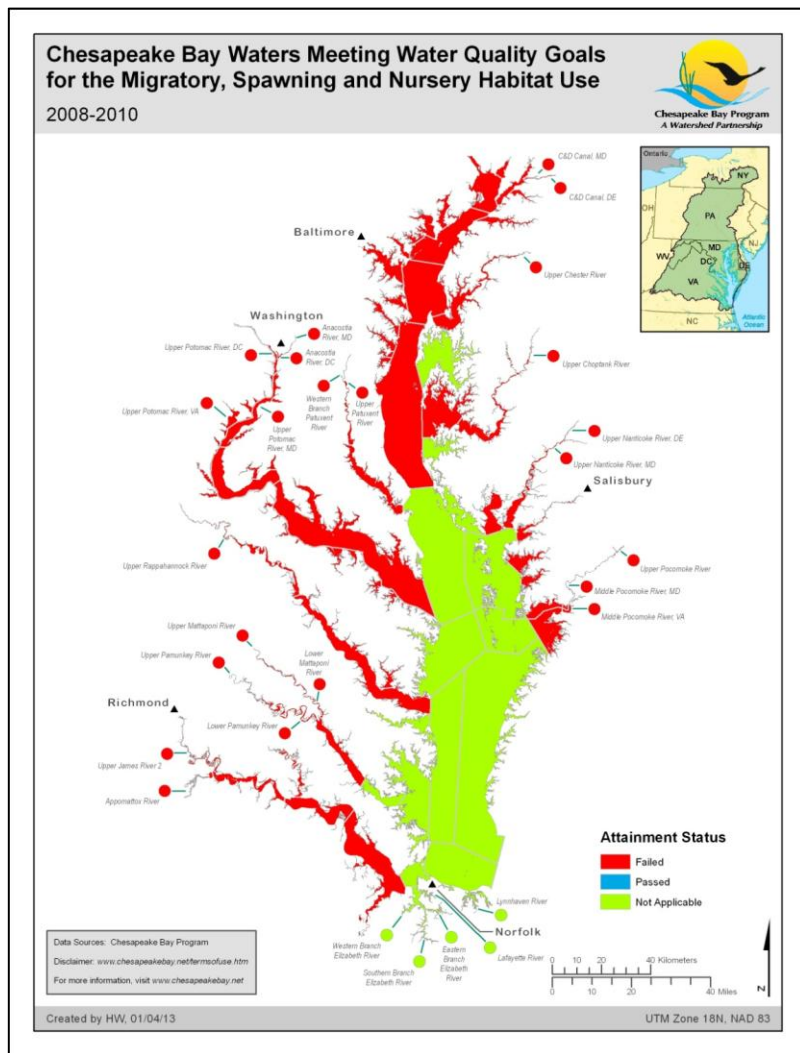 Chesapeake Bay Waters Meeting Water Quality Goals
for the Migratory, Spawning and Nursery Habitat Use
2008-2010
Chesapeake Bay Program
A Watershed Partnership
Ontario
NY
OH
PA
NJ
MD
WV
DC
DE
VA
Atlantic
Ocean
NC
C&D Canal, MD
C&D Canal, DE
Baltimore
Upper Chester River
Washington
Anacostia
River, MD
Upper Potomac River, DC
Anacostia
River, DC
Upper Choptank River
Western
Branch
Patuxent
River
Upper
Patuxent
River
Upper Potomac River, VA
Upper
Potomac
River, MD
Upper Nanticoke River, DE
Upper Nanticoke River, MD
Salisbury
Upper Rappahannock River
Upper Pocomoke River
Middle Pocomoke River, MD
Middle Pocomoke River, VA
Upper Mattaponi River
Upper Pamunkey River
Lower
Mattaponi
River
Richmond
Lower Pamunkey River
Upper James River 2
Appomattox River
Attainment Status
Failed
Passed
Not Applicable
Lynnhaven River
Norfolk
Western Branch
Elizabeth River
Southern Branch
Elizabeth River
Eastern
Branch
Elizabeth
River
Lafayette River
Data Sources: Chesapeake Bay Program
Disclaimer: www.chesapeakebay.net/termsofuse.htm
For more information, visit www.chesapeakebay.net
0 10 20 40 Kilometers
0 10 20 40 Miles
N
Created by HW, 01/04/13
UTM Zone 18N, NAD 83